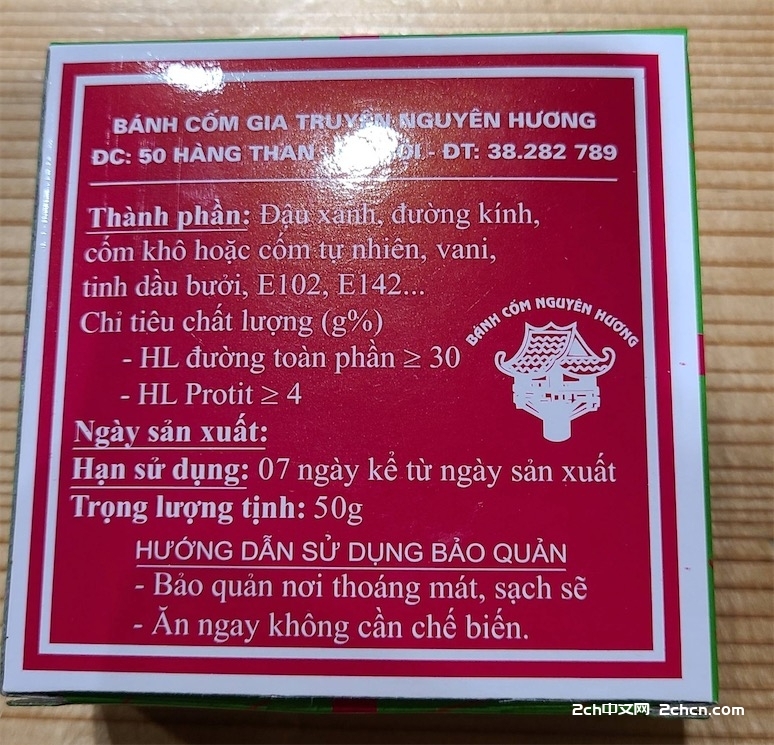 BÁNH CỐM GIA TRUYỀN NGUYÊN HƯƠNG
ĐC: 50 HÀNG THAN - ĐT: 38.282 789
Thành phần: Đậu xanh, đường kính,
cốm khô hoặc cốm tự nhiên, vani,
tinh dầu bưởi, E102, E142...
Chỉ tiêu chất lượng (g%)
- HL đường toàn phần ≥ 30
- HL Protit ≥ 4
BÁNH CỐM NGUYÊN HƯƠNG
Ngày sản xuất:
Hạn sử dụng: 07 ngày kể từ ngày sản xuất
Trọng lượng tịnh: 50g
HƯỚNG DẪN SỬ DỤNG BẢO QUẢN
- Bảo quản nơi thoáng mát, sạch sẽ
- Ăn ngay không cần chế biến.
2ch中文网 2chcn.com